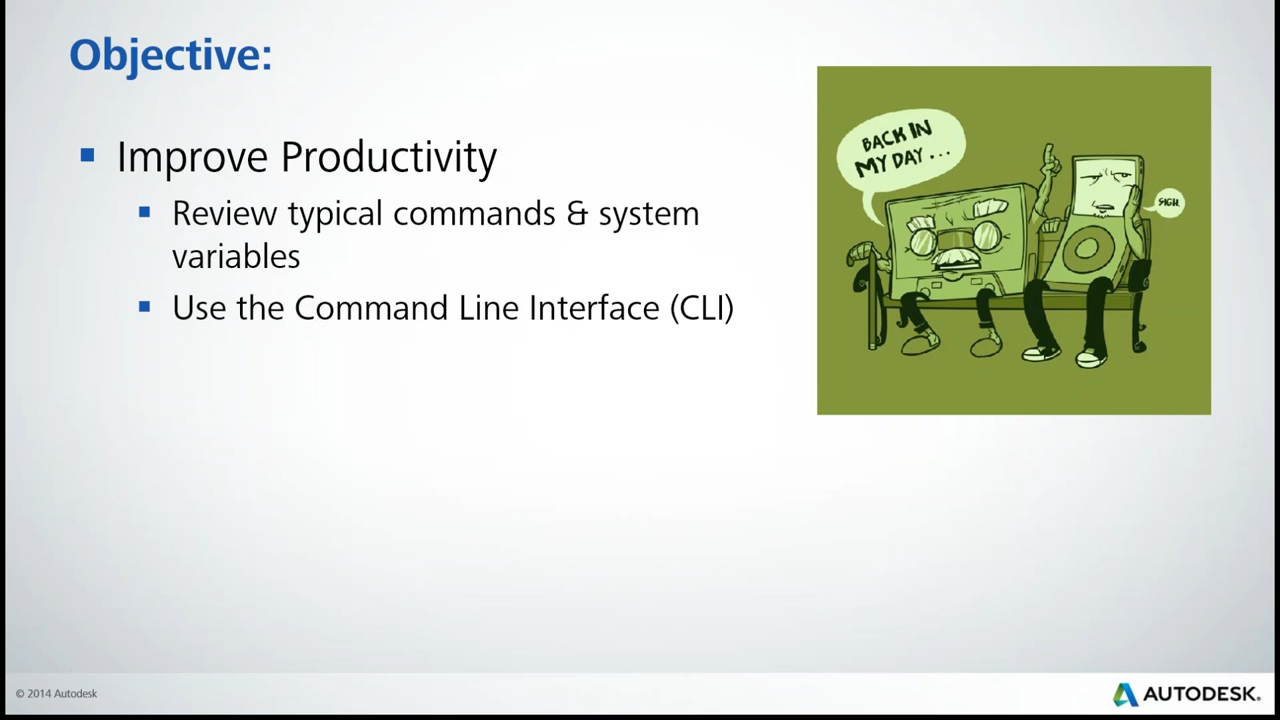 Objective:
Improve Productivity
Review typical commands & system
variables
Use the Command Line Interface (CLI)
BACK IN
MY DAY...
SIGH.
© 2014 Autodesk
AUTODESK.